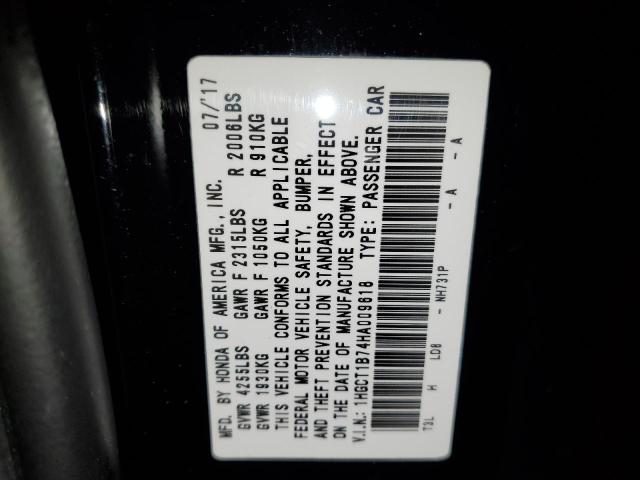 MFD. BY HONDA OF AMERICA MFG., INC. 07/'17
GVWR 4255LBS GAWR F 2315LBS R 2006LBS
GVWR 1930KG GAWR F 1050KG R 910KG
THIS VEHICLE CONFORMS TO ALL APPLICABLE
FEDERAL MOTOR VEHICLE SAFETY, BUMPER,
AND THEFT PREVENTION STANDARDS IN EFFECT
ON THE DATE OF MANUFACTURE SHOWN ABOVE.
V.I.N.: 1HGCT1B74HA009618 TYPE: PASSENGER CAR
T3L H LD8 - NH731P - A - A